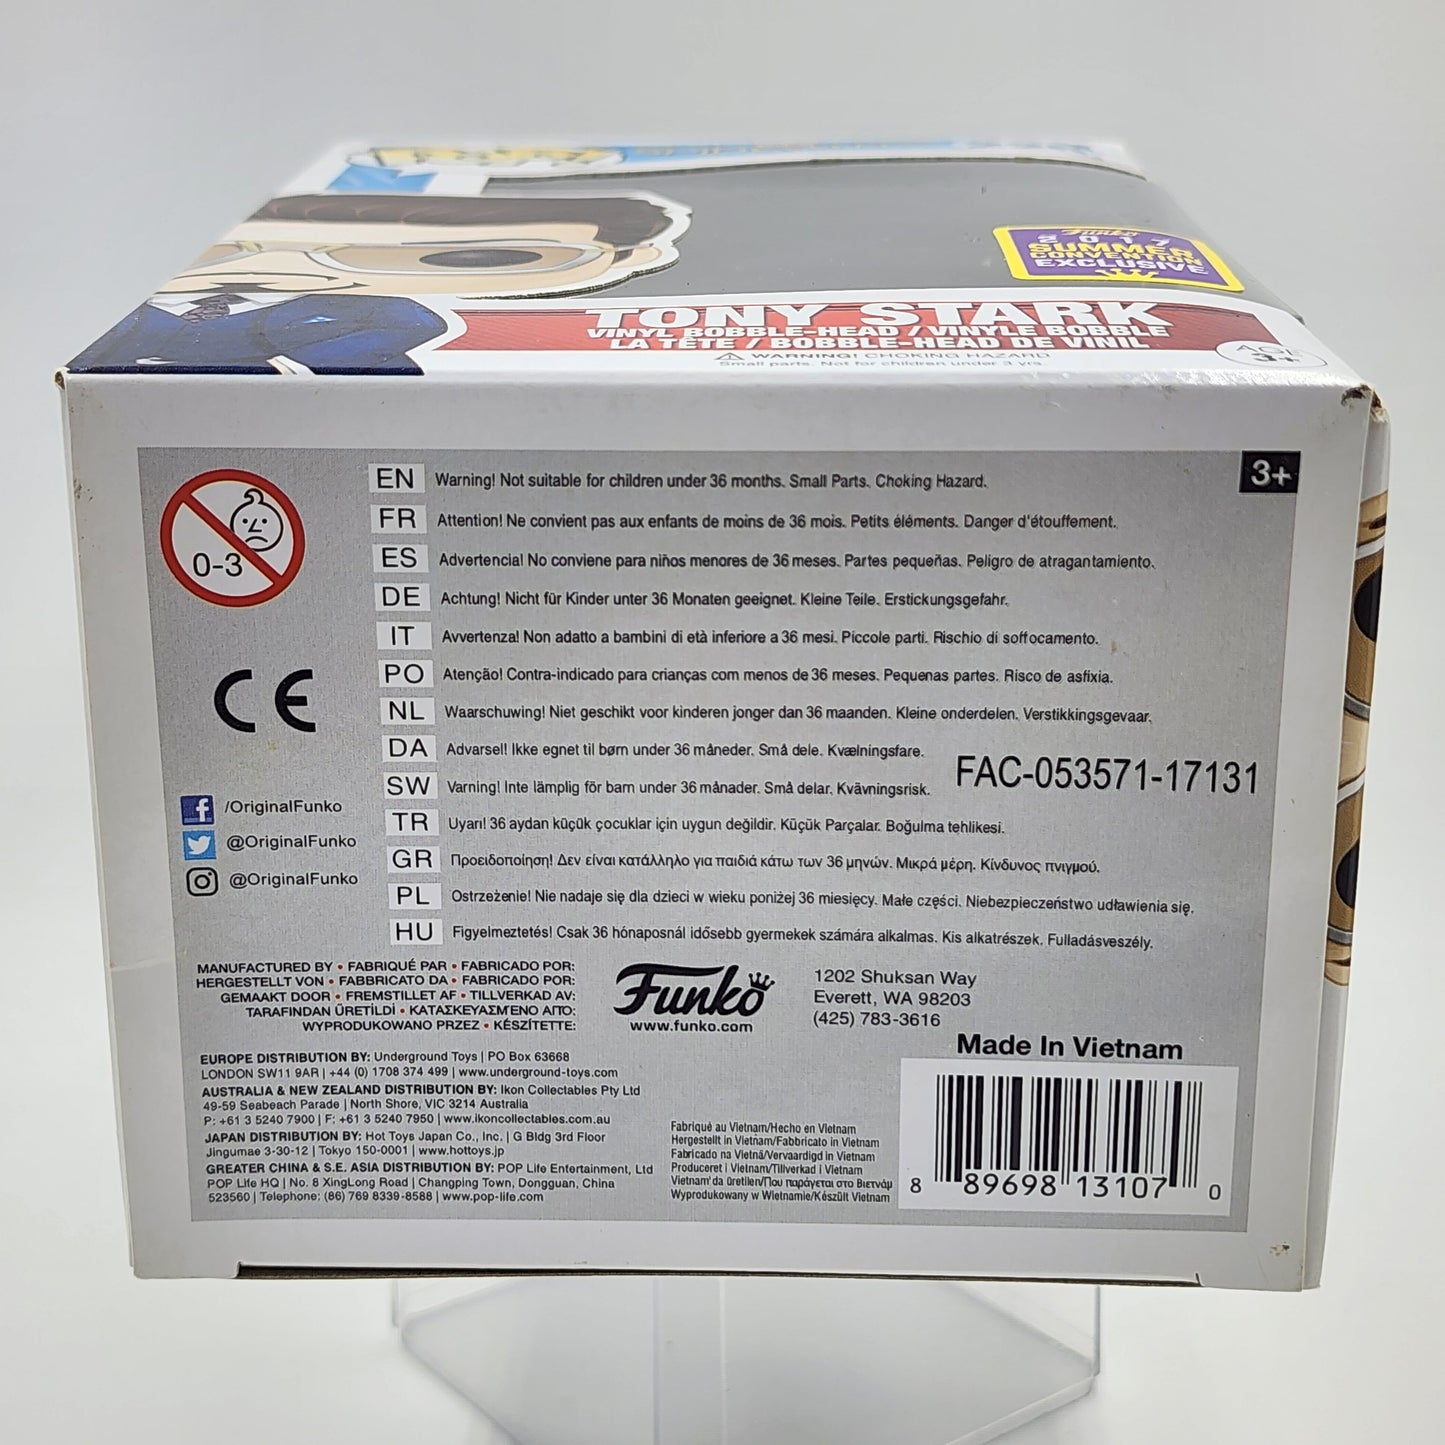 Funko
2017
SUMMER
CONVENTION
EXCLUSIVE
TONY STARK
VINYL BOBBLE-HEAD / VINYLE BOBBLE
LA TÊTE / BOBBLE-HEAD DE VINIL
AGE
3+
WARNING! CHOKING HAZARD
Small parts. Not for children under 3 yrs.
3+
0-3
EN Warning! Not suitable for children under 36 months. Small Parts. Choking Hazard.
FR Attention! Ne convient pas aux enfants de moins de 36 mois. Petits éléments. Danger d'étouffement.
ES Advertencia! No conviene para niños menores de 36 meses. Partes pequeñas. Peligro de atragantamiento.
DE Achtung! Nicht für Kinder unter 36 Monaten geeignet. Kleine Teile. Erstickungsgefahr.
IT Avvertenza! Non adatto a bambini di età inferiore a 36 mesi. Piccole parti. Rischio di soffocamento.
PO Atenção! Contra-indicado para crianças com menos de 36 meses. Pequenas partes. Risco de asfixia.
NL Waarschuwing! Niet geschikt voor kinderen jonger dan 36 maanden. Kleine onderdelen. Verstikkingsgevaar.
DA Advarsel! Ikke egnet til børn under 36 måneder. Små dele. Kvælningsfare.
SW Varning! Inte lämplig för barn under 36 månader. Små delar. Kvävningsrisk.
TR Uyarı! 36 aydan küçük çocuklar için uygun değildir. Küçük Parçalar. Boğulma tehlikesi.
GR Προειδοποίηση! Δεν είναι κατάλληλο για παιδιά κάτω των 36 μηνών. Μικρά μέρη. Κίνδυνος πνιγμού.
PL Ostrzeżenie! Nie nadaje się dla dzieci w wieku poniżej 36 miesięcy. Małe części. Niebezpieczeństwo udławienia się.
HU Figyelmeztetés! Csak 36 hónaposnál idősebb gyermekek számára alkalmas. Kis alkatrészek. Fulladásveszély.
CE
FAC-053571-17131
/OriginalFunko
@OriginalFunko
@OriginalFunko
MANUFACTURED BY • FABRIQUÉ PAR • FABRICADO POR:
HERGESTELLT VON • FABBRICATO DA • FABRICADO POR:
GEMAAKT DOOR • FREMSTILLET AF • TILLVERKAD AV:
TARAFINDAN ÜRETİLDİ • ΚΑΤΑΣΚΕΥΑΣΜΈΝΟ ΑΠΌ:
WYPRODUKOWANO PRZEZ • KÉSZÍTETTE:
Funko
www.funko.com
1202 Shuksan Way
Everett, WA 98203
(425) 783-3616
Made In Vietnam
EUROPE DISTRIBUTION BY: Underground Toys | PO Box 63668
LONDON SW11 9AR | +44 (0) 1708 374 499 | www.underground-toys.com
AUSTRALIA & NEW ZEALAND DISTRIBUTION BY: Ikon Collectables Pty Ltd
49-59 Seabeach Parade | North Shore, VIC 3214 Australia
P: +61 3 5240 7900 | F: +61 3 5240 7950 | www.ikoncollectables.com.au
JAPAN DISTRIBUTION BY: Hot Toys Japan Co., Inc. | G Bldg 3rd Floor
Jingumae 3-30-12 | Tokyo 150-0001 | www.hottoys.jp
GREATER CHINA & S.E. ASIA DISTRIBUTION BY: POP Life Entertainment, Ltd
POP Life HQ | No. 8 XingLong Road | Changping Town, Dongguan, China
523560 | Telephone: (86) 769 8339-8588 | www.pop-life.com
Fabriqué au Vietnam/Hecho en Vietnam
Hergestellt in Vietnam/Fabbricato in Vietnam
Fabricado na Vietnã/Vervaardigd in Vietnam
Produceret i Vietnam/Tillverkad i Vietnam
Vietnam'da üretilen/Που παράγεται στο Βιετνάμ
Wyprodukowany w Wietnamie/Készült Vietnam
8 89698 13107 0